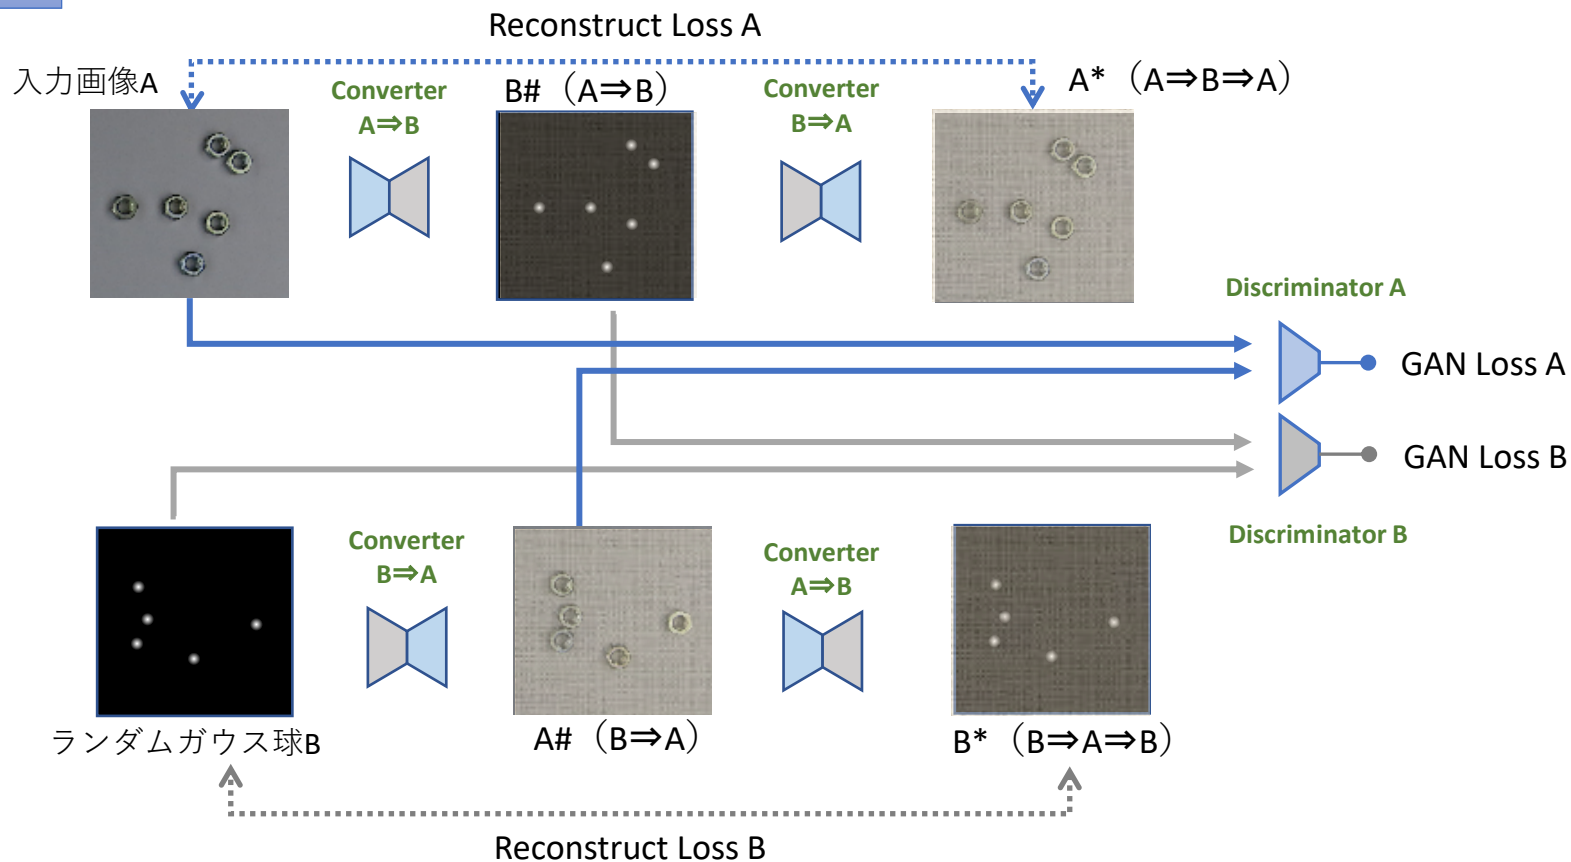 Reconstruct Loss A
入力画像A
Converter
A⇒B
B#（A⇒B）
Converter
B⇒A
A*（A⇒B⇒A）
Discriminator A
GAN Loss A
GAN Loss B
Discriminator B
Converter
B⇒A
Converter
A⇒B
ランダムガウス球B
A#（B⇒A）
B*（B⇒A⇒B）
Reconstruct Loss B